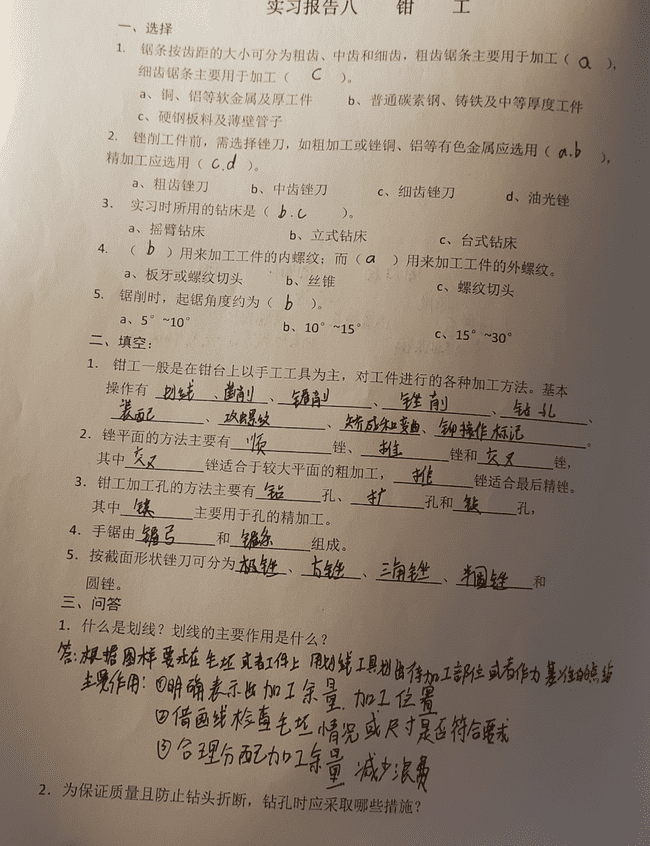 实习报告八 钳 工
一、选择
1. 锯条按齿距的大小可分为粗齿、中齿和细齿，粗齿锯条主要用于加工（ a ），
细齿锯条主要用于加工（ C ）。
a、铜、铝等软金属及厚工件 b、普通碳素钢、铸铁及中等厚度工件
c、硬钢板料及薄壁管子
2. 锉削工件前，需选择锉刀，如粗加工或锉铜、铝等有色金属应选用（ a.b ），
精加工应选用（ c.d ）。
a、粗齿锉刀 b、中齿锉刀 c、细齿锉刀 d、油光锉
3. 实习时所用的钻床是（ b.c ）。
a、摇臂钻床 b、立式钻床 c、台式钻床
4. （ b ）用来加工工件的内螺纹；而（ a ）用来加工工件的外螺纹。
a、板牙或螺纹切头 b、丝锥 c、螺纹切头
5. 锯削时，起锯角度约为（ b ）。
a、5°~10° b、10°~15° c、15°~30°
二、填空：
1. 钳工一般是在钳台上以手工工具为主，对工件进行的各种加工方法。基本
操作有 划线 、凿削 、锯削 、锉削 、钻孔 、
装配 、攻螺纹 、矫成和弯曲、铆接操作标记 。
2. 锉平面的方法主要有 顺 锉、 推 锉和 交叉 锉，
其中 交叉 锉适合于较大平面的粗加工， 推 锉适合最后精锉。
3. 钳工加工孔的方法主要有 钻 孔、 扩 孔和 孔，
其中 主要用于孔的精加工。
4. 手锯由 锯弓 和 锯条 组成。
5. 按截面形状锉刀可分为 板锉 、方锉 、三角锉 、半圆锉 和
圆锉。
三、问答
1. 什么是划线？划线的主要作用是什么？
答：根据图样要求在毛坯或者工件上 用划线工具划出待加工部位或者作为基准的点线
主要作用：①明确表示出加工余量、加工位置
②借画线检查毛坯情况或尺寸是否符合要求
③合理分配加工余量 减少浪费
2. 为保证质量且防止钻头折断，钻孔时应采取哪些措施？